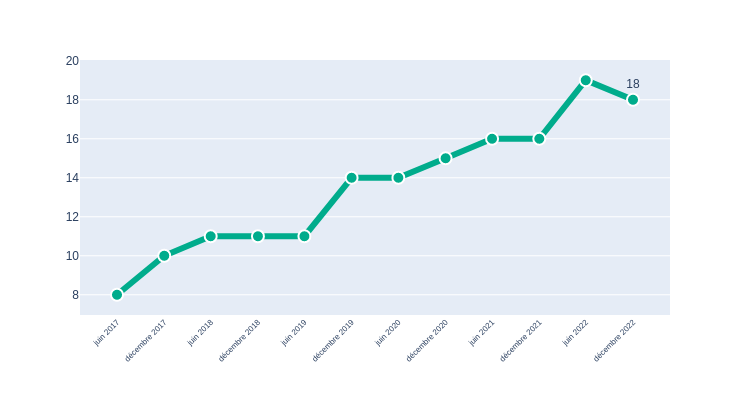 20
18
18
16
14
12
10
8
juin 2017
décembre 2017
juin 2018
décembre 2018
juin 2019
décembre 2019
juin 2020
décembre 2020
juin 2021
décembre 2021
juin 2022
décembre 2022